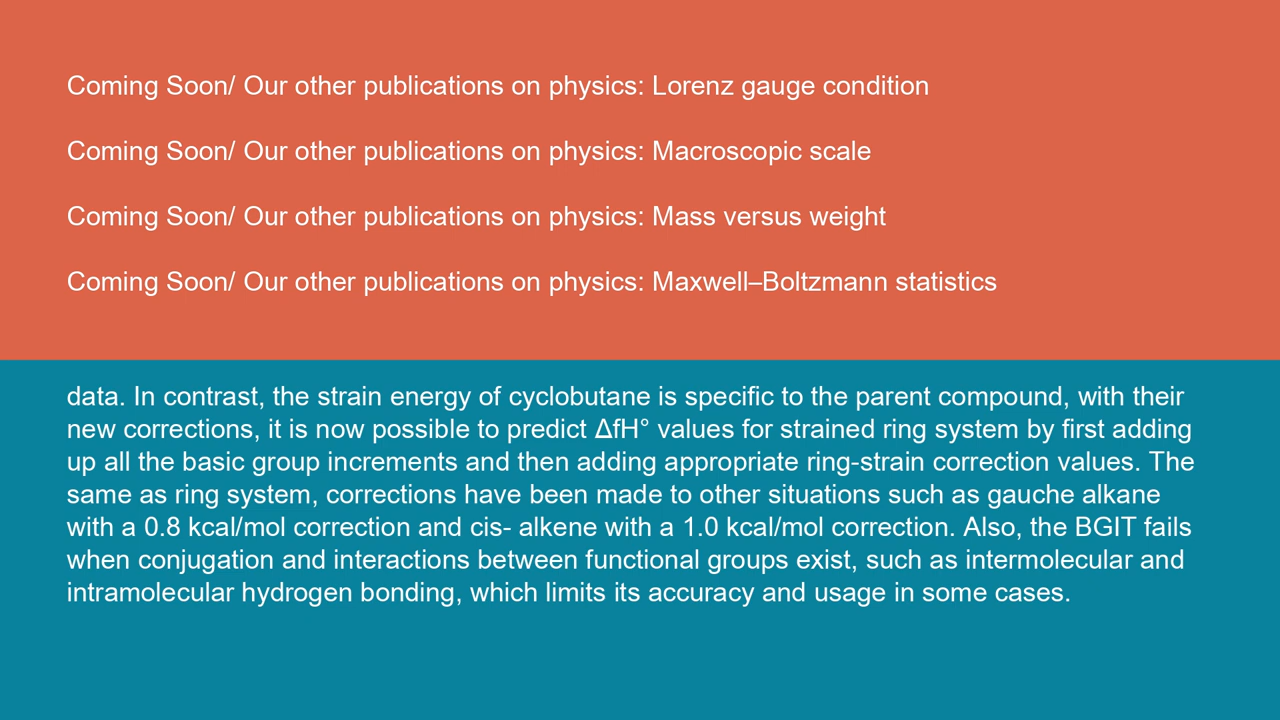 Coming Soon/ Our other publications on physics: Lorenz gauge condition
Coming Soon/ Our other publications on physics: Macroscopic scale
Coming Soon/ Our other publications on physics: Mass versus weight
Coming Soon/ Our other publications on physics: Maxwell–Boltzmann statistics
data. In contrast, the strain energy of cyclobutane is specific to the parent compound, with their
new corrections, it is now possible to predict ΔfH° values for strained ring system by first adding
up all the basic group increments and then adding appropriate ring-strain correction values. The
same as ring system, corrections have been made to other situations such as gauche alkane
with a 0.8 kcal/mol correction and cis- alkene with a 1.0 kcal/mol correction. Also, the BGIT fails
when conjugation and interactions between functional groups exist, such as intermolecular and
intramolecular hydrogen bonding, which limits its accuracy and usage in some cases.